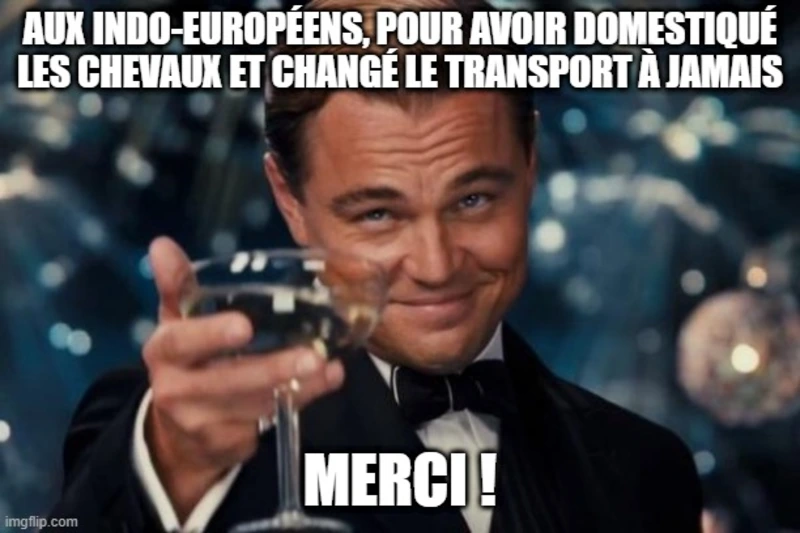 AUX INDO-EUROPÉENS, POUR AVOIR DOMESTIQUÉ
LES CHEVAUX ET CHANGÉ LE TRANSPORT À JAMAIS
MERCI !
imgflip.com